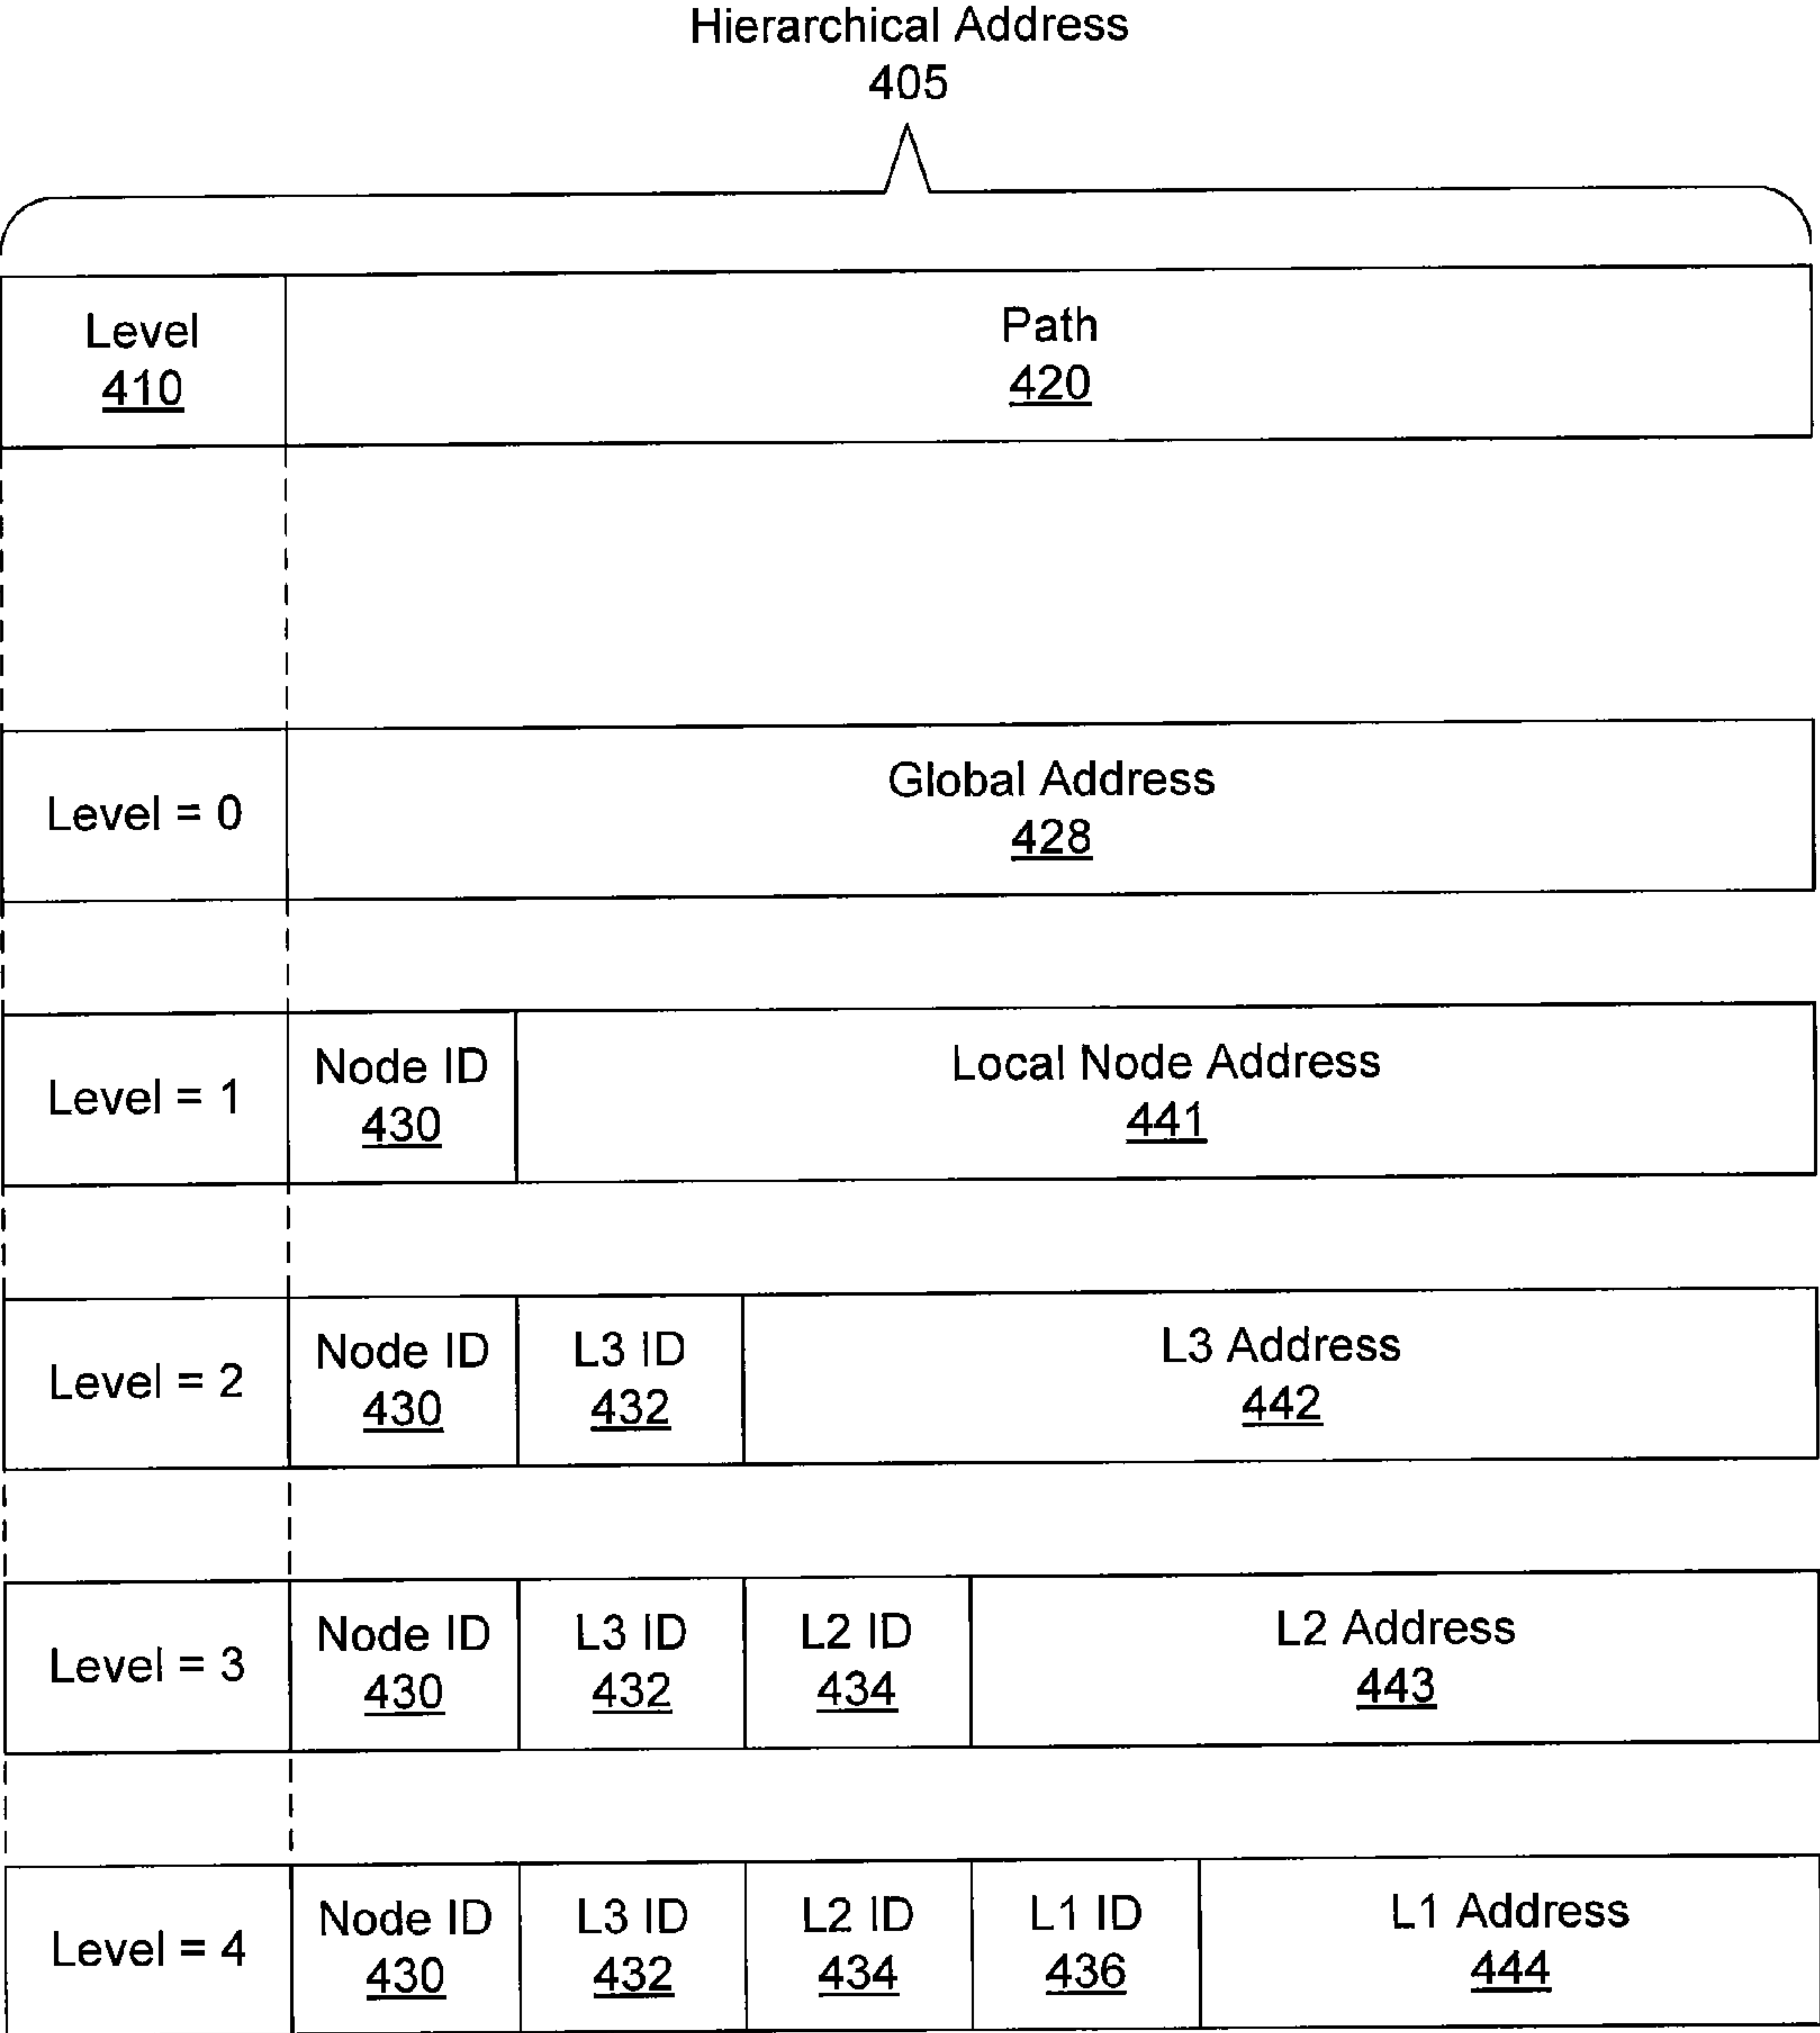 Hierarchical Address
405
Level
410
Path
420
Level = 0
Global Address
428
Level = 1
Node ID
430
Local Node Address
441
Level = 2
Node ID
430
L3 ID
432
L3 Address
442
Level = 3
Node ID
430
L3 ID
432
L2 ID
434
L2 Address
443
Level = 4
Node ID
430
L3 ID
432
L2 ID
434
L1 ID
436
L1 Address
444